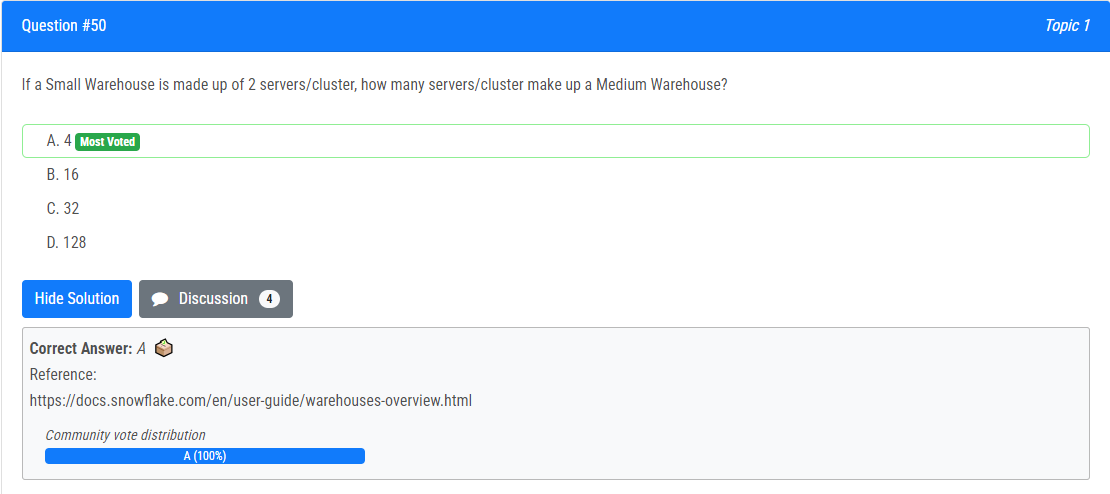 Question #50
Topic 1
If a Small Warehouse is made up of 2 servers/cluster, how many servers/cluster make up a Medium Warehouse?
A. 4 Most Voted
B. 16
C. 32
D. 128
Hide Solution
Discussion 4
Correct Answer: A
Reference:
https://docs.snowflake.com/en/user-guide/warehouses-overview.html
Community vote distribution
A (100%)